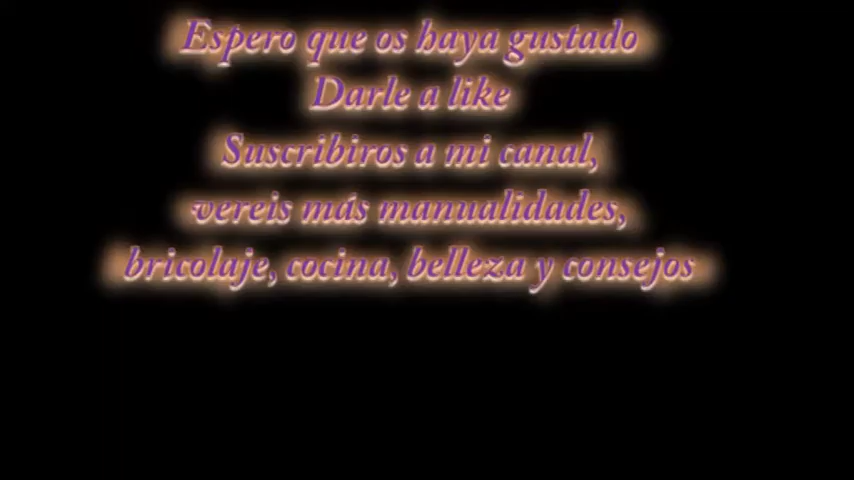 Espero que os haya gustado
Darle a like
Suscribiros a mi canal,
vereis más manualidades,
bricolaje, cocina, belleza y consejos